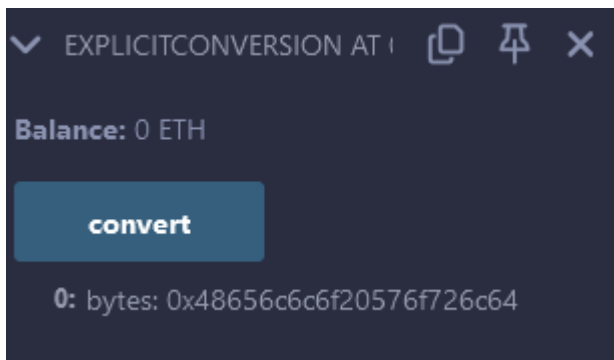 EXPLICITCONVERSION AT
Balance: 0 ETH
convert
0: bytes: 0x48656c6c6f20576f726c64